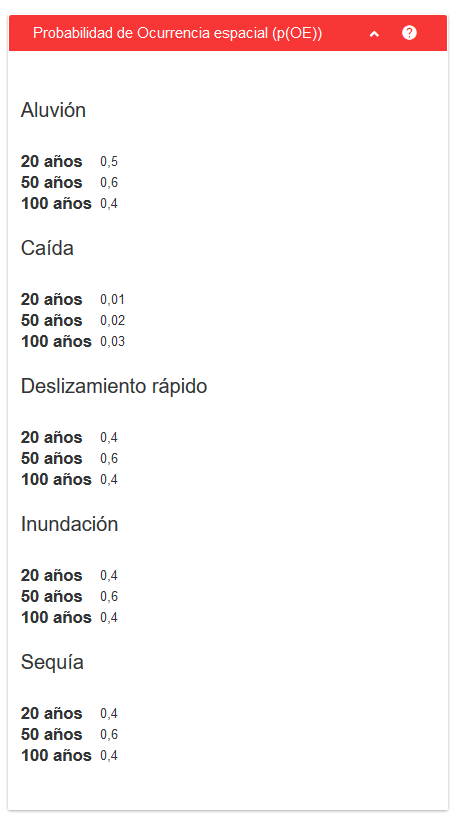 Probabilidad de Ocurrencia espacial (p(OE))
Aluvión
20 años 0,5
50 años 0,6
100 años 0,4
Caída
20 años 0,01
50 años 0,02
100 años 0,03
Deslizamiento rápido
20 años 0,4
50 años 0,6
100 años 0,4
Inundación
20 años 0,4
50 años 0,6
100 años 0,4
Sequía
20 años 0,4
50 años 0,6
100 años 0,4